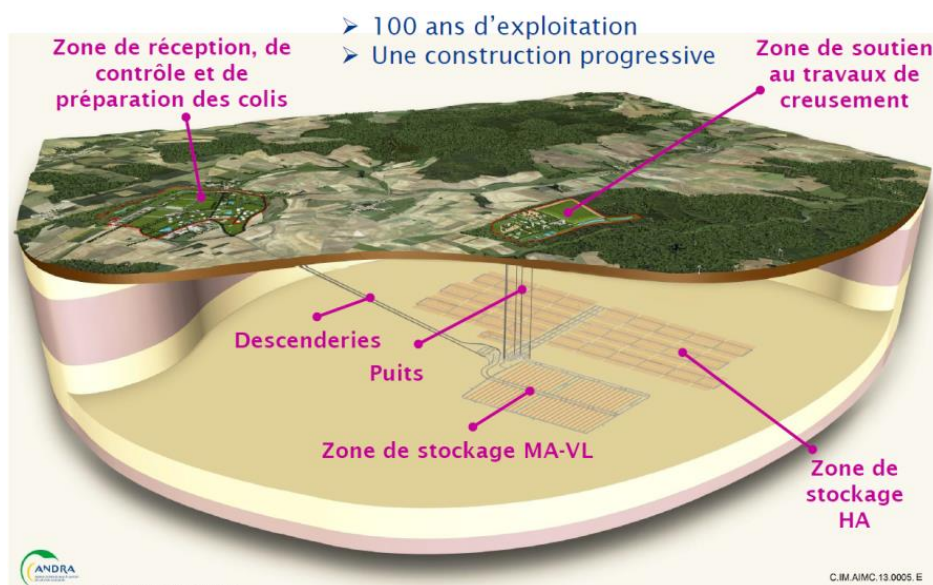 ➢ 100 ans d’exploitation
➢ Une construction progressive
Zone de réception, de
contrôle et de
préparation des colis
Zone de soutien
au travaux de
creusement
Descenderies
Puits
Zone de stockage MA-VL
Zone de
stockage
HA
ANDRA
C.IM.AIMC.13.0005. E